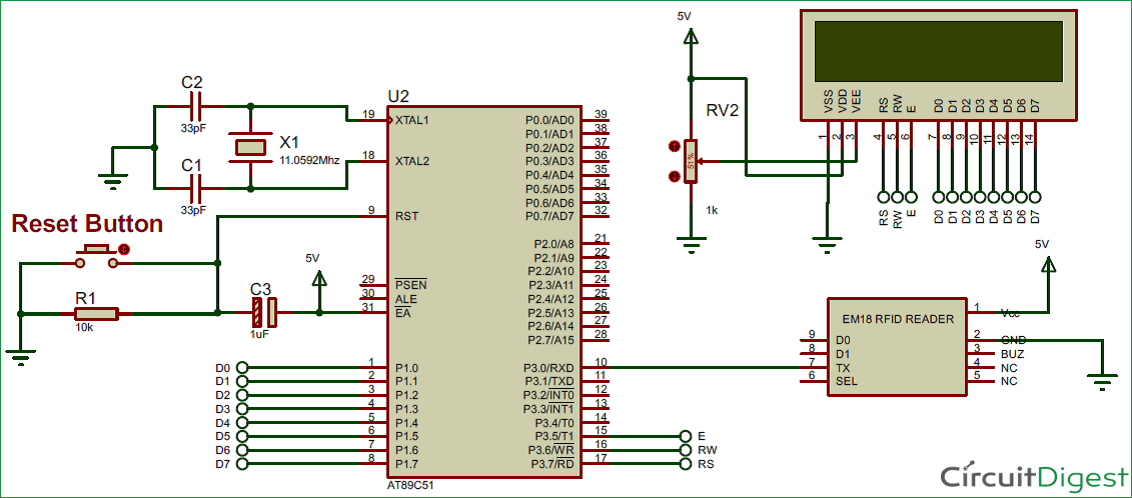 5V
C2
33pF
X1
11.0592Mhz
C1
33pF
Reset Button
R1
10k
C3
1uF
5V
U2
19 XTAL1
18 XTAL2
9 RST
29 PSEN
30 ALE
31 EA
1 P1.0
2 P1.1
3 P1.2
4 P1.3
5 P1.4
6 P1.5
7 P1.6
8 P1.7
D0
D1
D2
D3
D4
D5
D6
D7
P0.0/AD0 39
P0.1/AD1 38
P0.2/AD2 37
P0.3/AD3 36
P0.4/AD4 35
P0.5/AD5 34
P0.6/AD6 33
P0.7/AD7 32
P2.0/A8 21
P2.1/A9 22
P2.2/A10 23
P2.3/A11 24
P2.4/A12 25
P2.5/A13 26
P2.6/A14 27
P2.7/A15 28
P3.0/RXD 10
P3.1/TXD 11
P3.2/INT0 12
P3.3/INT1 13
P3.4/T0 14
P3.5/T1 15
P3.6/WR 16
P3.7/RD 17
AT89C51
E
RW
RS
RV2
51%
1k
VSS VDD VEE RS RW E D0 D1 D2 D3 D4 D5 D6 D7
1 2 3 4 5 6 7 8 9 10 11 12 13 14
RS RW E D0 D1 D2 D3 D4 D5 D6 D7
5V
EM18 RFID READER
9 D0
8 D1
7 TX
6 SEL
1 Vcc
2 GND
3 BUZ
4 NC
5 NC
CircuitDigest